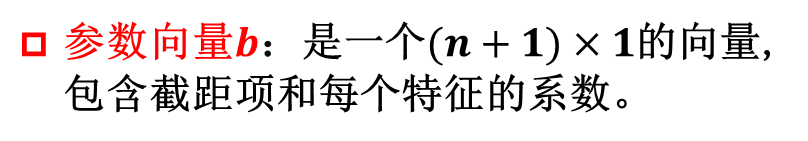 参数向量b：是一个(n + 1) × 1的向量,
包含截距项和每个特征的系数。